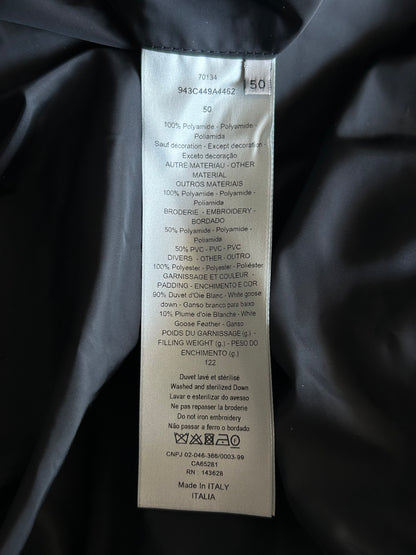 70134
50
943C449A4462
50
100% Polyamide - Polyamide -
Poliamida
Sauf decoration - Except decoration -
Exceto decoração
AUTRE MATERIAU - OTHER
MATERIAL
OUTROS MATERIAIS
100% Polyamide - Polyamide -
Poliamida
BRODERIE - EMBROIDERY -
BORDADO
50% Polyamide - Polyamide -
Poliamida
50% PVC - PVC - PVC
DIVERS - OTHER - OUTRO
100% Polyester - Polyester - Poliéster
GARNISSAGE ET COULEUR -
PADDING - ENCHIMENTO E COR
90% Duvet d'Oie Blanc - White goose
down - Ganso branco para baixo
10% Plume d'oie Blanche - White
Goose Feather - Ganso
POIDS DU GARNISSAGE (g.) -
FILLING WEIGHT (g.) - PESO DO
ENCHIMENTO (g.)
122
Duvet lavé et stérilisé
Washed and sterilized Down
Lavar e esterilizar do avesso
Ne pas repasser la broderie
Do not iron embroidery
Não passar a ferro o bordado
CNPJ 02-046-366/0003-99
CA65281
RN : 143628
Made In ITALY
ITALIA